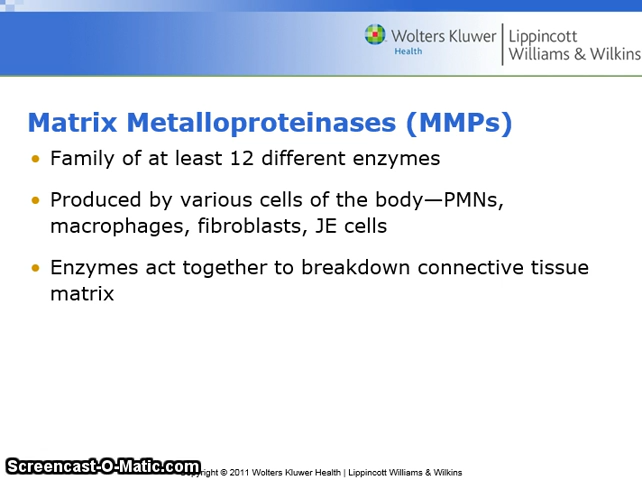 Wolters Kluwer
Health
Lippincott
Williams & Wilkins
Matrix Metalloproteinases (MMPs)
• Family of at least 12 different enzymes
• Produced by various cells of the body—PMNs,
macrophages, fibroblasts, JE cells
• Enzymes act together to breakdown connective tissue
matrix
Screencast-O-Matic.com
Copyright © 2011 Wolters Kluwer Health | Lippincott Williams & Wilkins